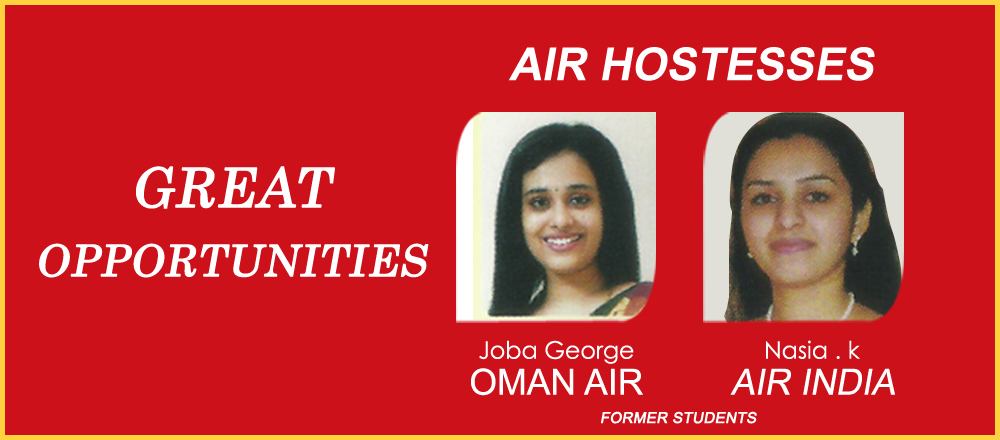 GREAT
OPPORTUNITIES
AIR HOSTESSES
Joba George
OMAN AIR
Nasia . k
AIR INDIA
FORMER STUDENTS